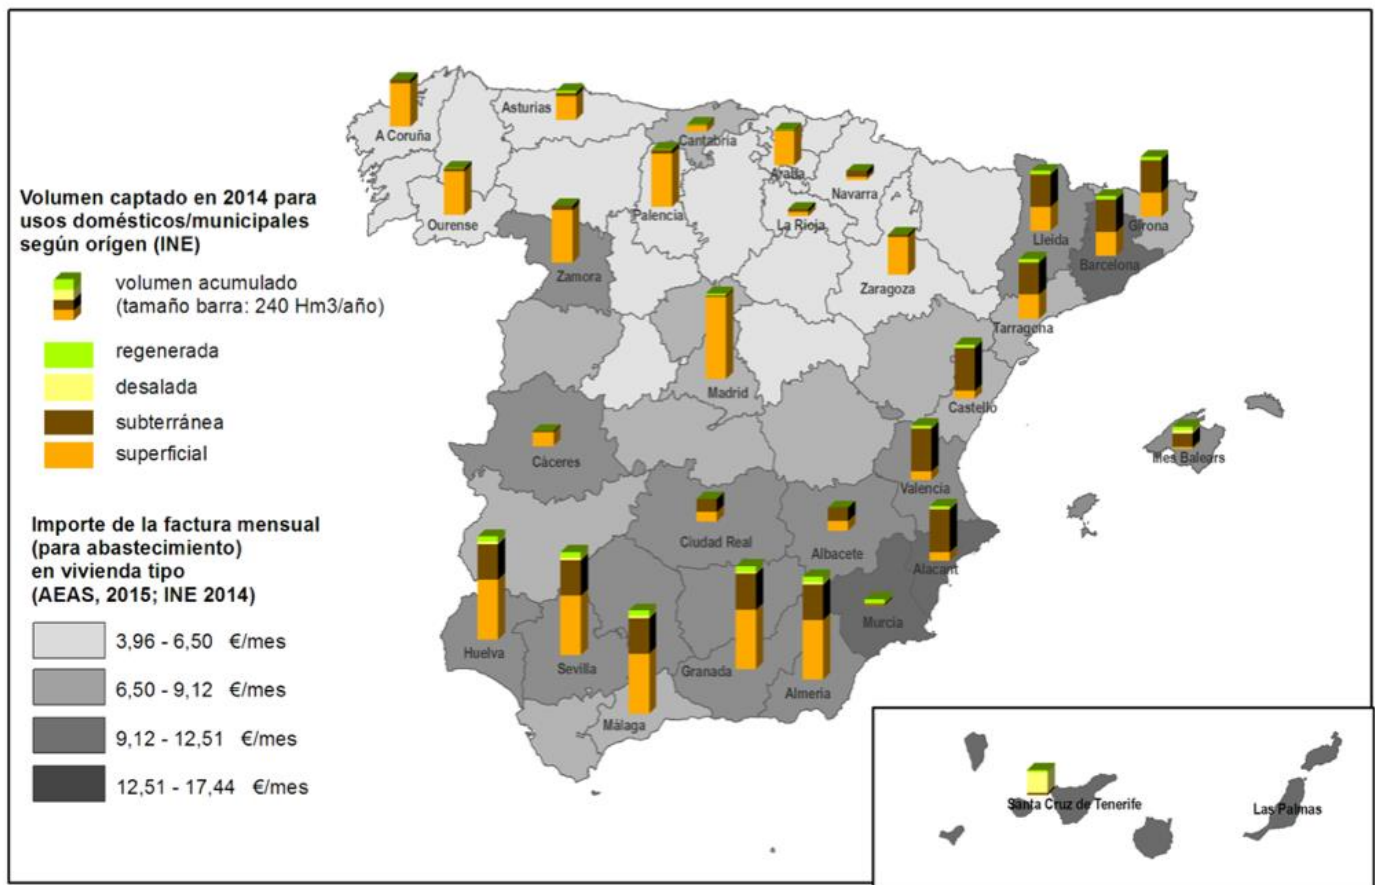 Volumen captado en 2014 para
usos domésticos/municipales
según orígen (INE)
volumen acumulado
(tamaño barra: 240 Hm3/año)
regenerada
desalada
subterránea
superficial
Importe de la factura mensual
(para abastecimiento)
en vivienda tipo
(AEAS, 2015; INE 2014)
3,96 - 6,50 €/mes
6,50 - 9,12 €/mes
9,12 - 12,51 €/mes
12,51 - 17,44 €/mes
A Coruña
Asturias
Cantabria
Araba
Navarra
Ourense
Palencia
La Rioja
Lleida
Girona
Barcelona
Zamora
Zaragoza
Tarragona
Madrid
Castelló
Cáceres
Valencia
Illes Balears
Ciudad Real
Albacete
Alacant
Murcia
Huelva
Sevilla
Granada
Almeria
Málaga
Santa Cruz de Tenerife
Las Palmas